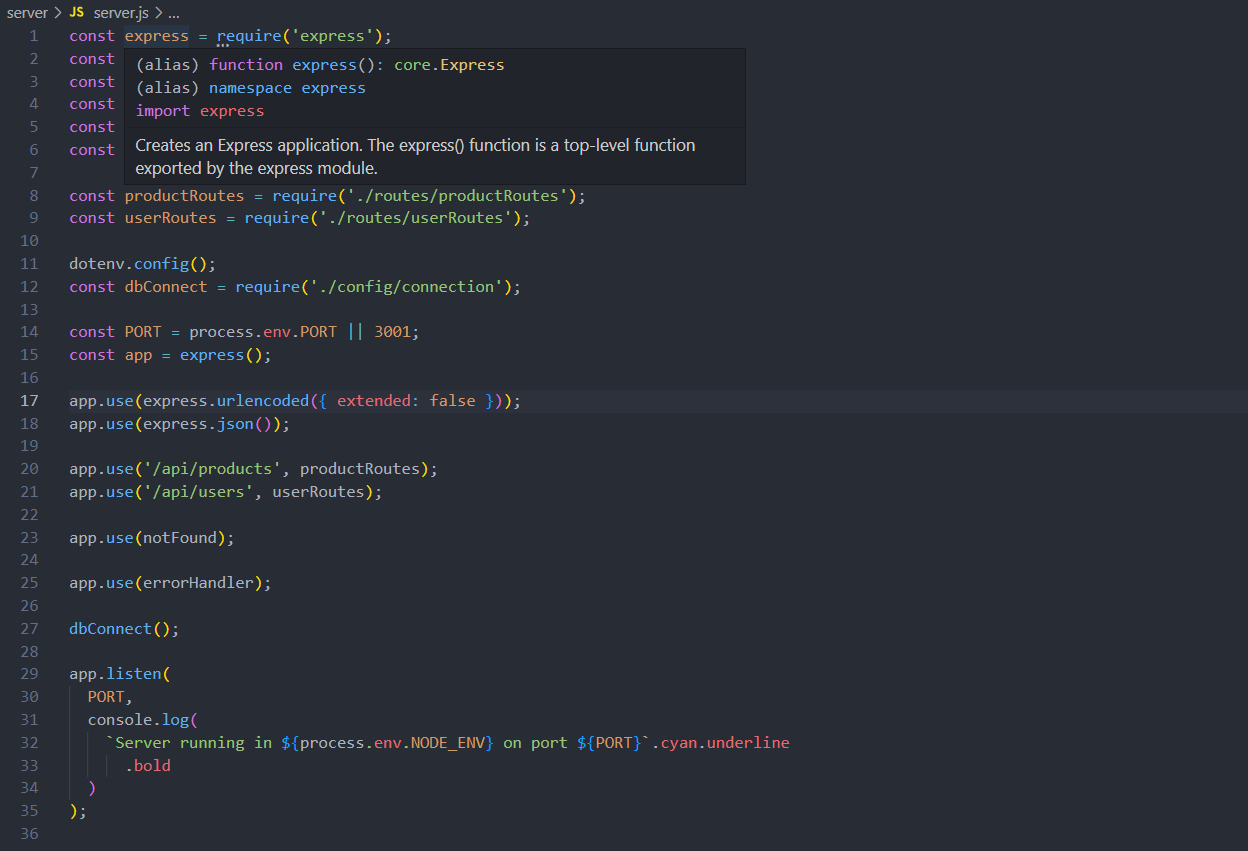 server > JS server.js > ...
1 const express = require('express');
2 const
3 const
4 const
5 const
6 const
(alias) function express(): core.Express
(alias) namespace express
import express
Creates an Express application. The express() function is a top-level function
exported by the express module.
7
8 const productRoutes = require('./routes/productRoutes');
9 const userRoutes = require('./routes/userRoutes');
10
11 dotenv.config();
12 const dbConnect = require('./config/connection');
13
14 const PORT = process.env.PORT || 3001;
15 const app = express();
16
17 app.use(express.urlencoded({ extended: false }));
18 app.use(express.json());
19
20 app.use('/api/products', productRoutes);
21 app.use('/api/users', userRoutes);
22
23 app.use(notFound);
24
25 app.use(errorHandler);
26
27 dbConnect();
28
29 app.listen(
30 PORT,
31 console.log(
32 `Server running in ${process.env.NODE_ENV} on port ${PORT}`.cyan.underline
33 .bold
34 )
35 );
36